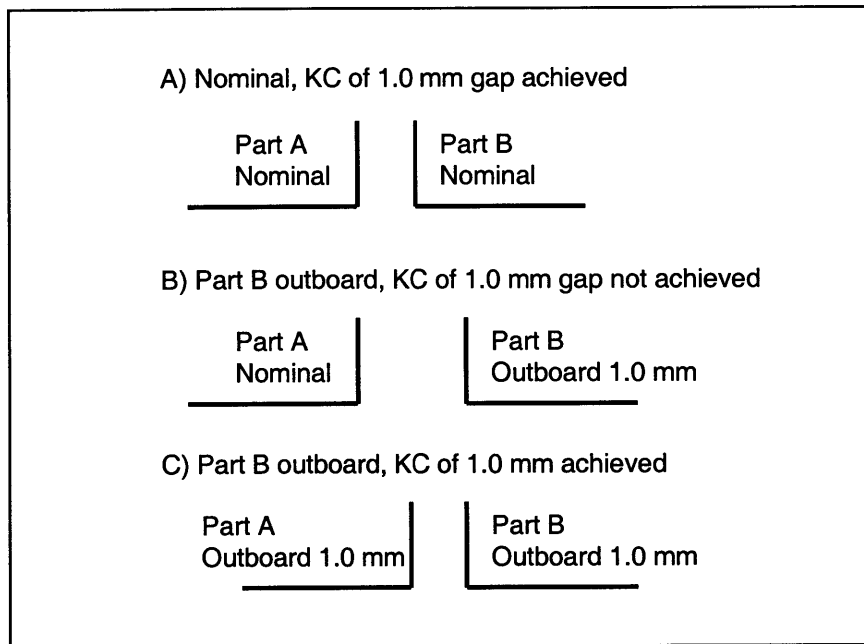 A) Nominal, KC of 1.0 mm gap achieved
Part A
Nominal
Part B
Nominal
B) Part B outboard, KC of 1.0 mm gap not achieved
Part A
Nominal
Part B
Outboard 1.0 mm
C) Part B outboard, KC of 1.0 mm achieved
Part A
Outboard 1.0 mm
Part B
Outboard 1.0 mm